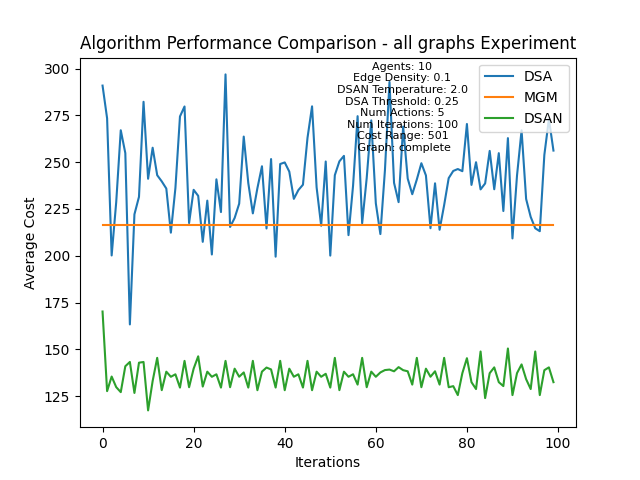 Algorithm Performance Comparison - all graphs Experiment
Agents: 10
Edge Density: 0.1
DSAN Temperature: 2.0
DSA Threshold: 0.25
Num Actions: 5
Num Iterations: 100
Cost Range: 501
Graph: complete
DSA
MGM
DSAN
Average Cost
300
275
250
225
200
175
150
125
0 20 40 60 80 100
Iterations